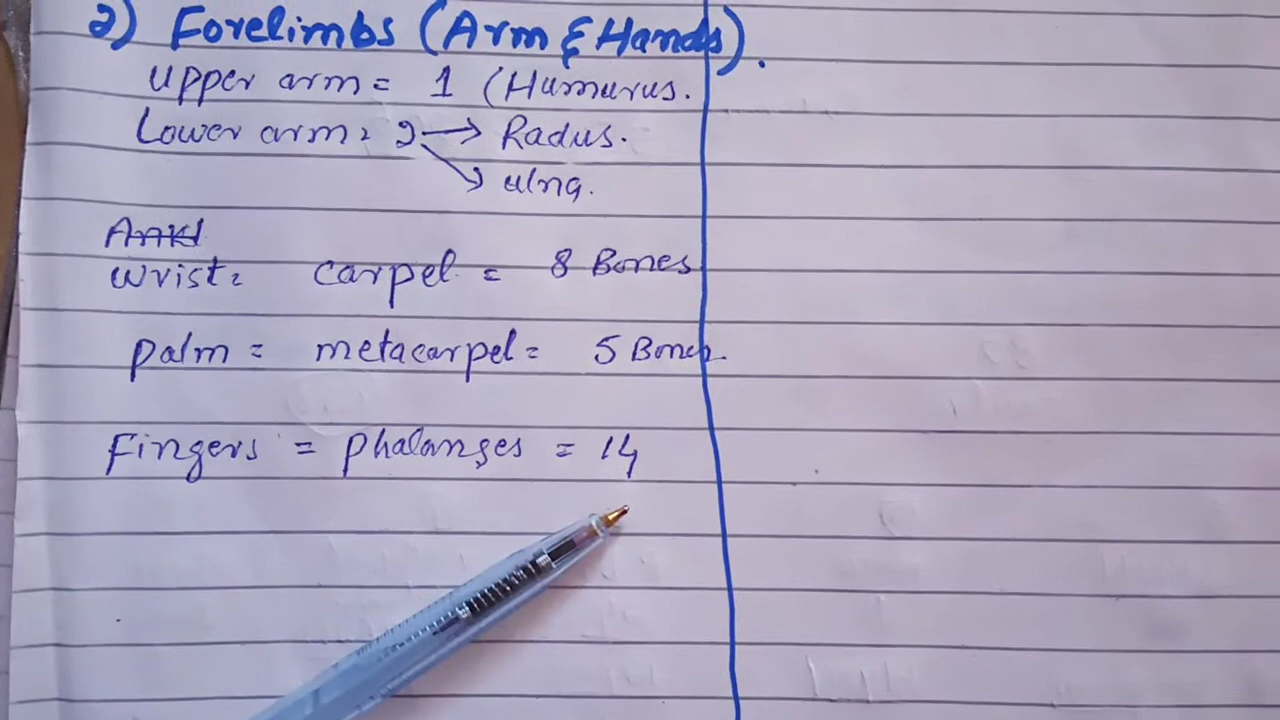 2) Forelimbs (Arm & Hands).
Upper arm = 1 (Humurus.
Lower arm = 2 → Radus.
→ ulna.
Ankl
wrist = carpel = 8 Bones
palm = metacarpel = 5 Bones.
Fingers = Phalanges = 14